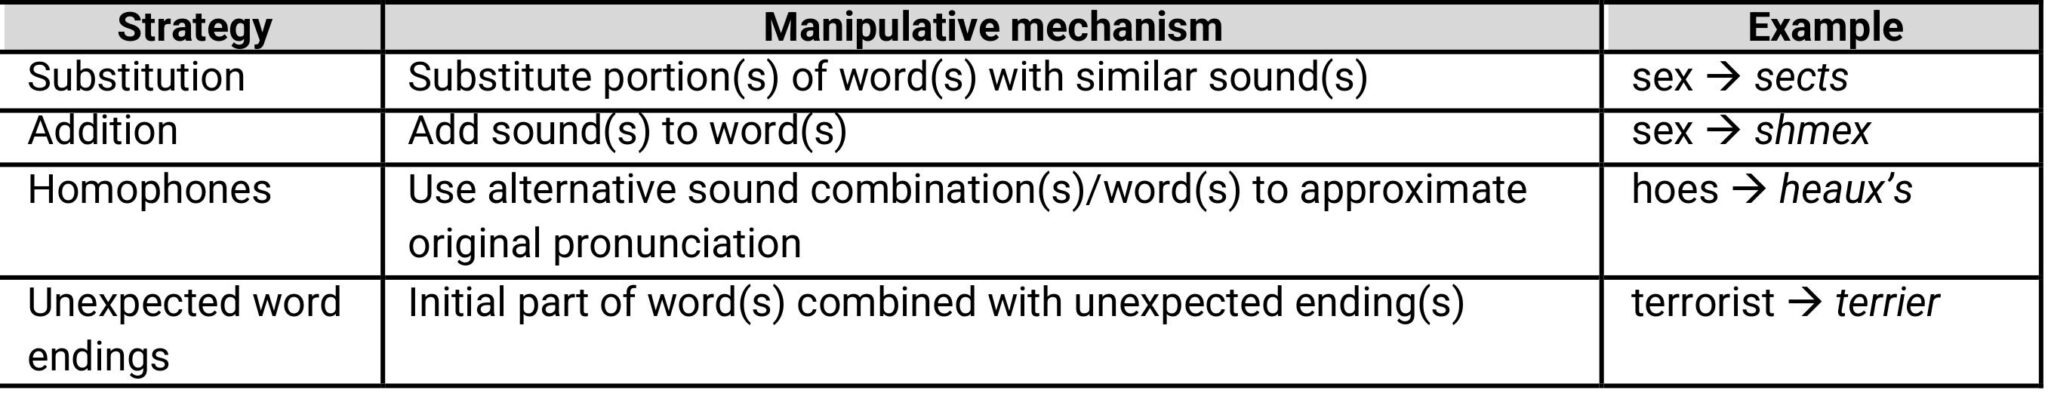 Strategy Manipulative mechanism Example
Substitution Substitute portion(s) of word(s) with similar sound(s) sex → sects
Addition Add sound(s) to word(s) sex → shmex
Homophones Use alternative sound combination(s)/word(s) to approximate hoes → heaux’s
original pronunciation
Unexpected word Initial part of word(s) combined with unexpected ending(s) terrorist → terrier
endings